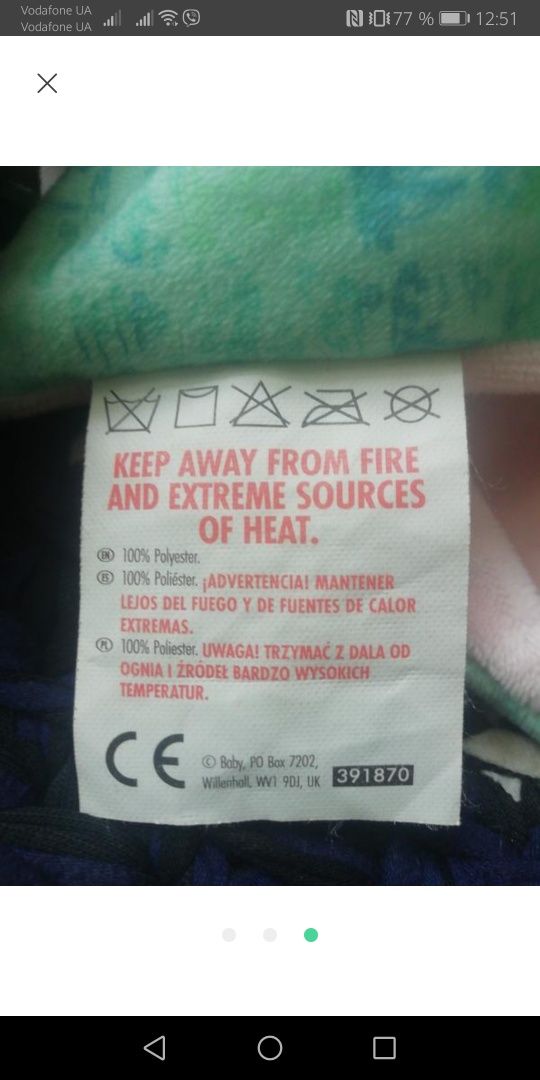 Vodafone UA
Vodafone UA
77 % 12:51
KEEP AWAY FROM FIRE
AND EXTREME SOURCES
OF HEAT.
EN 100% Polyester.
ES 100% Poliéster. ¡ADVERTENCIA! MANTENER
LEJOS DEL FUEGO Y DE FUENTES DE CALOR
EXTREMAS.
PL 100% Poliester. UWAGA! TRZYMAĆ Z DALA OD
OGNIA I ŹRÓDEŁ BARDZO WYSOKICH
TEMPERATUR.
CE
© Baby, PO Box 7202,
Willenhall, WV1 9DJ, UK
391870